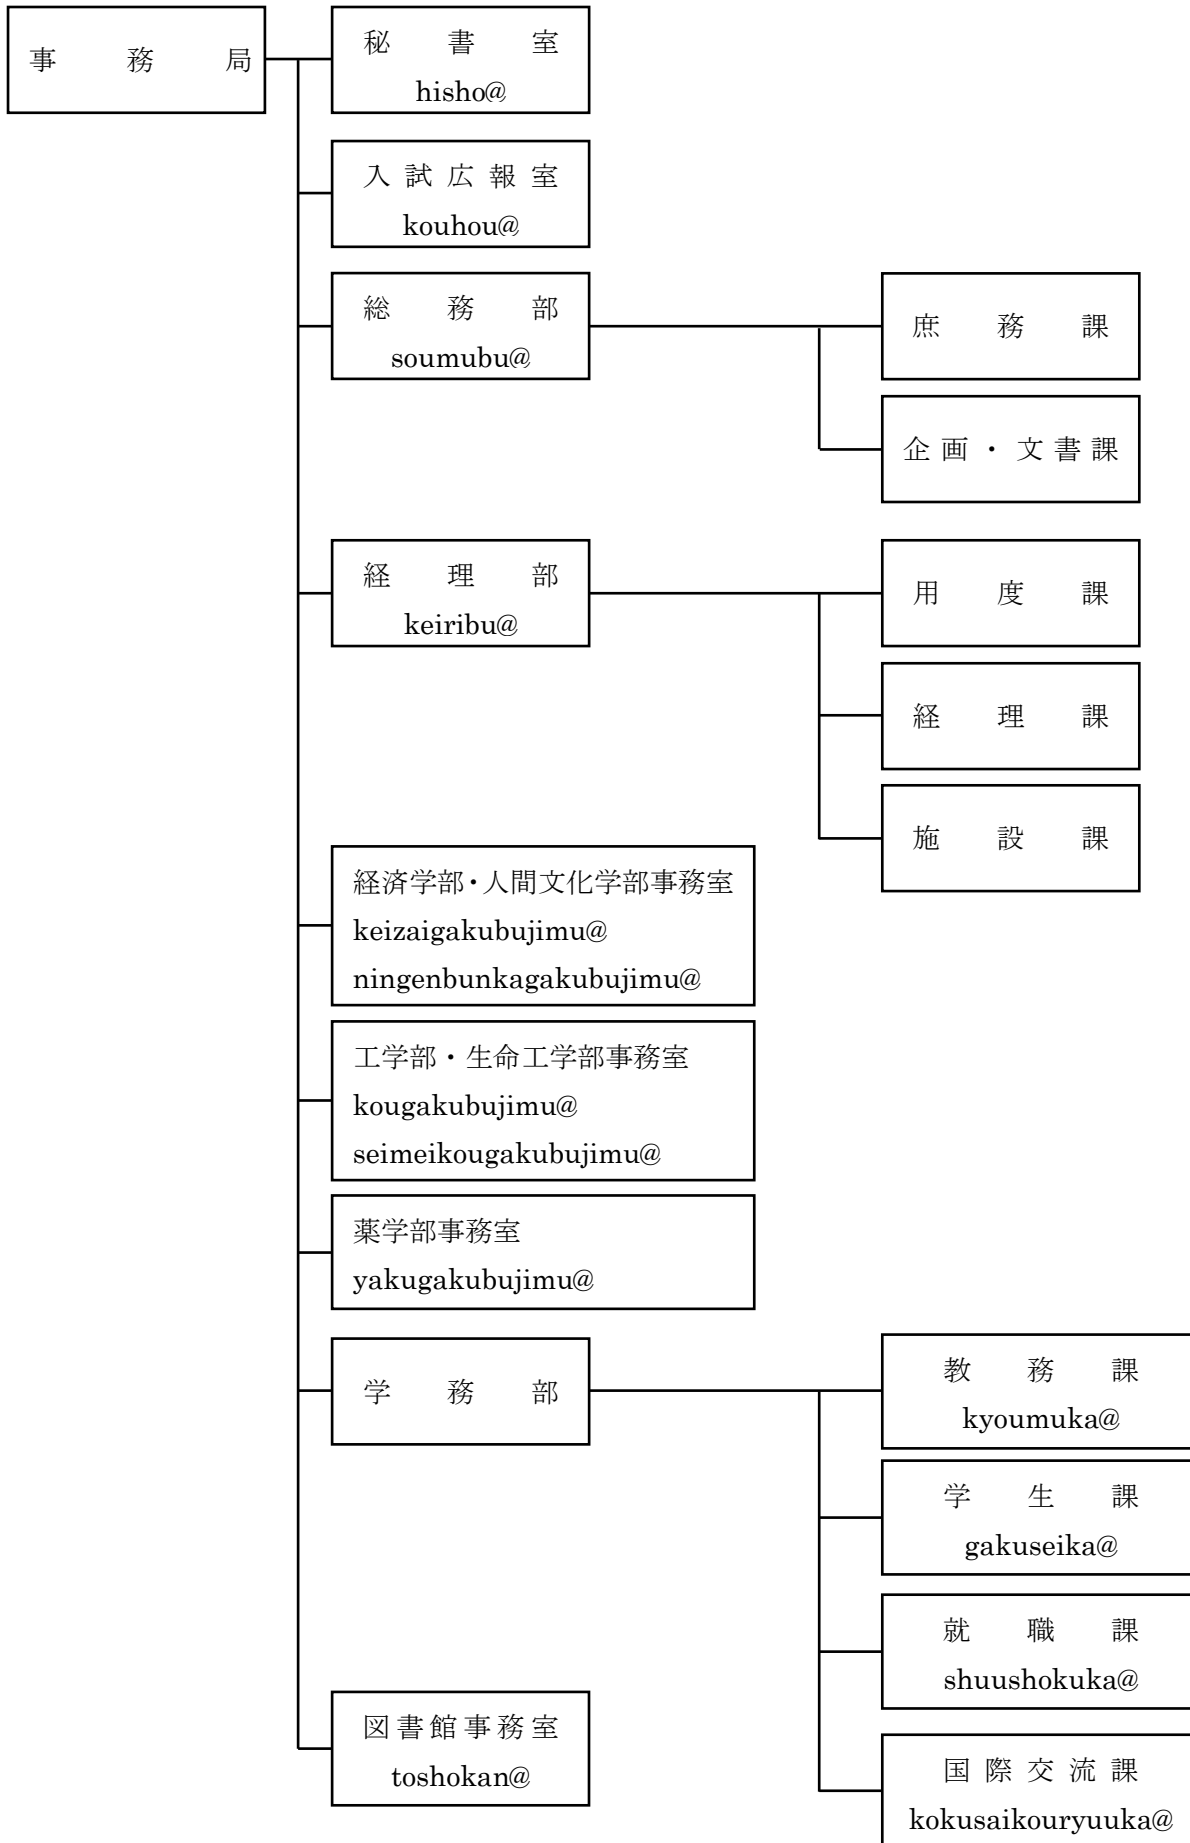 事務局
秘書室
hisho@
入試広報室
kouhou@
総務部
soumubu@
庶務課
企画・文書課
経理部
keiribu@
用度課
経理課
施設課
経済学部・人間文化学部事務室
keizaigakubujimu@
ningenbunkagakubujimu@
工学部・生命工学部事務室
kougakubujimu@
seimeikougakubujimu@
薬学部事務室
yakugakubujimu@
学務部
教務課
kyoumuka@
学生課
gakuseika@
就職課
shuushokuka@
国際交流課
kokusaikouryuuka@
図書館事務室
toshokan@